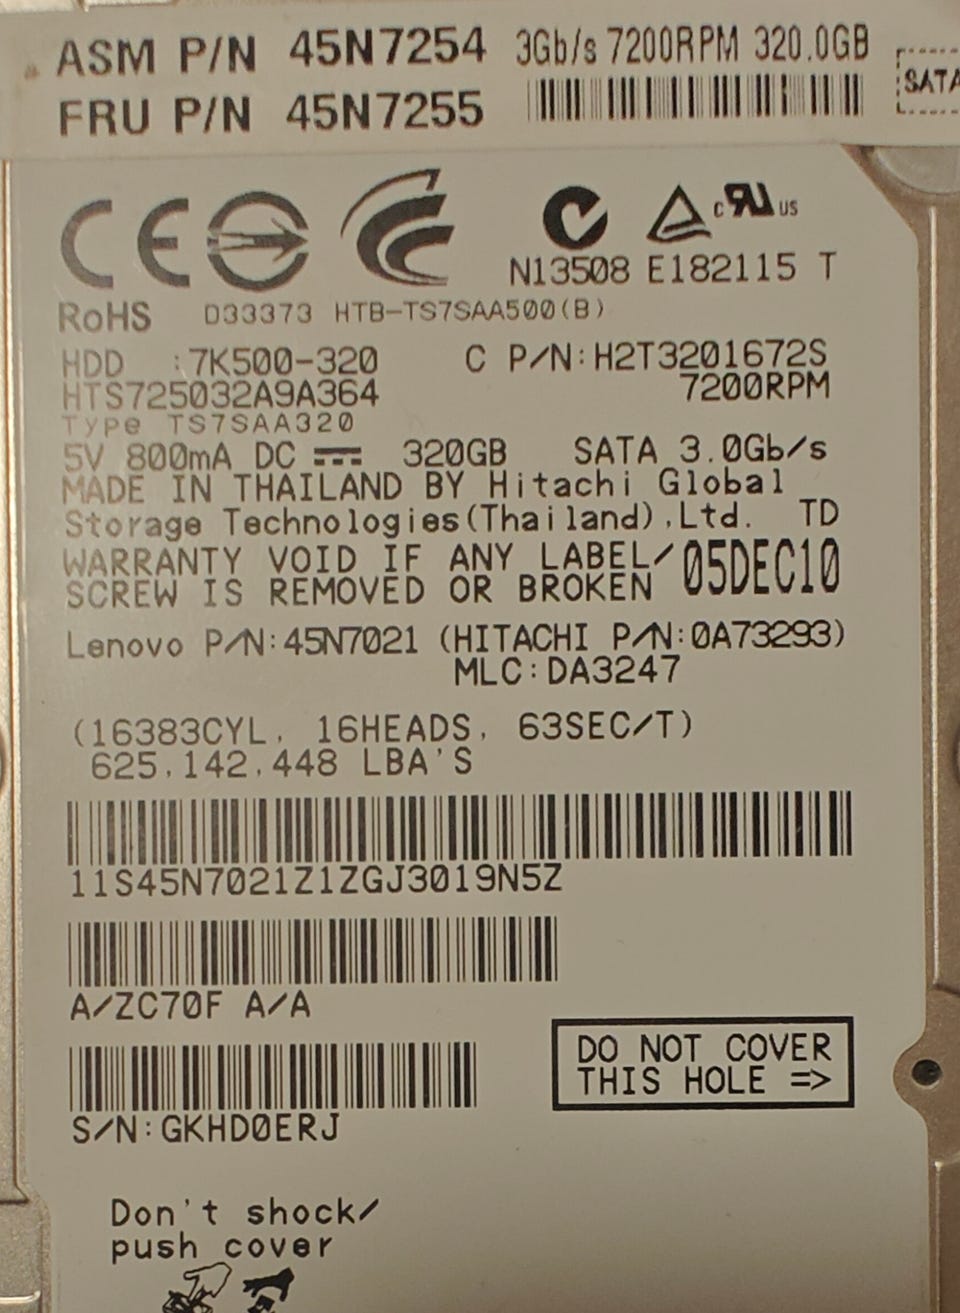 ASM P/N 45N7254 3Gb/s 7200RPM 320.0GB
FRU P/N 45N7255
SATA
CE
c RU US
N13508 E182115 T
RoHS D33373 HTB-TS7SAA500(B)
HDD :7K500-320 C P/N:H2T3201672S
HTS725032A9A364 7200RPM
Type TS7SAA320
5V 800mA DC 320GB SATA 3.0Gb/s
MADE IN THAILAND BY Hitachi Global
Storage Technologies(Thailand),Ltd. TD
WARRANTY VOID IF ANY LABEL/ 05DEC10
SCREW IS REMOVED OR BROKEN
Lenovo P/N:45N7021 (HITACHI P/N:0A73293)
MLC:DA3247
(16383CYL, 16HEADS, 63SEC/T)
625,142,448 LBA'S
11S45N7021Z1ZGJ3019N5Z
A/ZC70F A/A
DO NOT COVER
THIS HOLE =>
S/N:GKHD0ERJ
Don't shock/
push cover